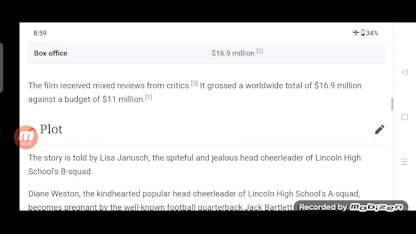 8:59 34%
Box office $16.9 million [2]
The film received mixed reviews from critics.[3] It grossed a worldwide total of $16.9 million
against a budget of $11 million.[1]
Plot
The story is told by Lisa Janusch, the spiteful and jealous head cheerleader of Lincoln High
School's B-squad.
Diane Weston, the kindhearted popular head cheerleader of Lincoln High School's A-squad,
becomes pregnant by the well-known football quarterback Jack Bartlett
Recorded by Mobizen